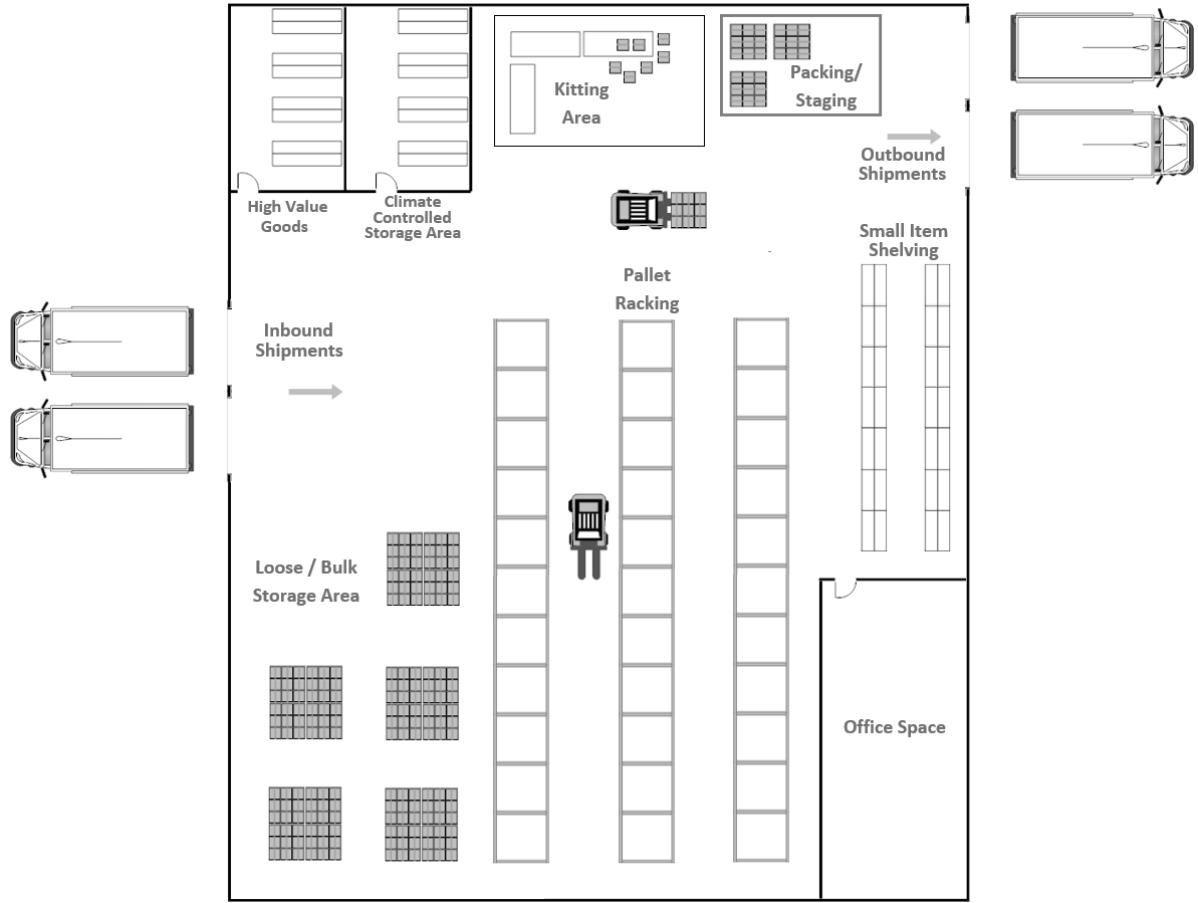 Kitting
Area
Packing/
Staging
Outbound
Shipments
High Value
Goods
Climate
Controlled
Storage Area
Small Item
Shelving
Pallet
Racking
Inbound
Shipments
Loose / Bulk
Storage Area
Office Space